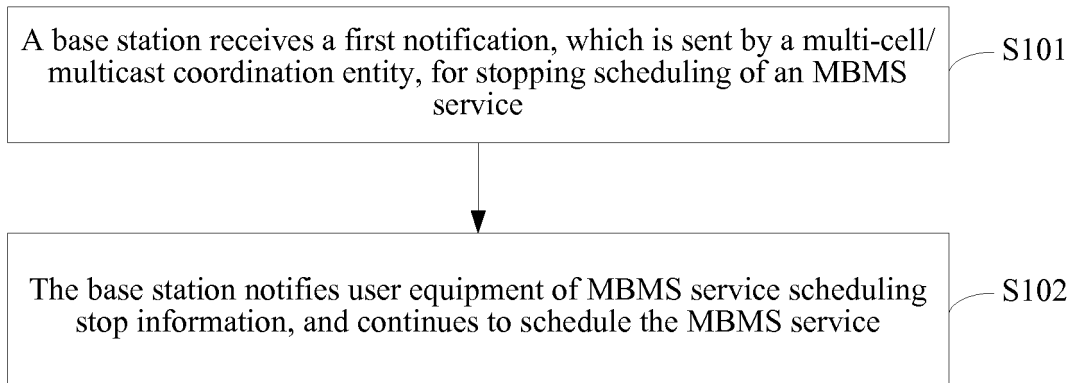 A base station receives a first notification, which is sent by a multi-cell/
multicast coordination entity, for stopping scheduling of an MBMS
service
S101
The base station notifies user equipment of MBMS service scheduling
stop information, and continues to schedule the MBMS service
S102